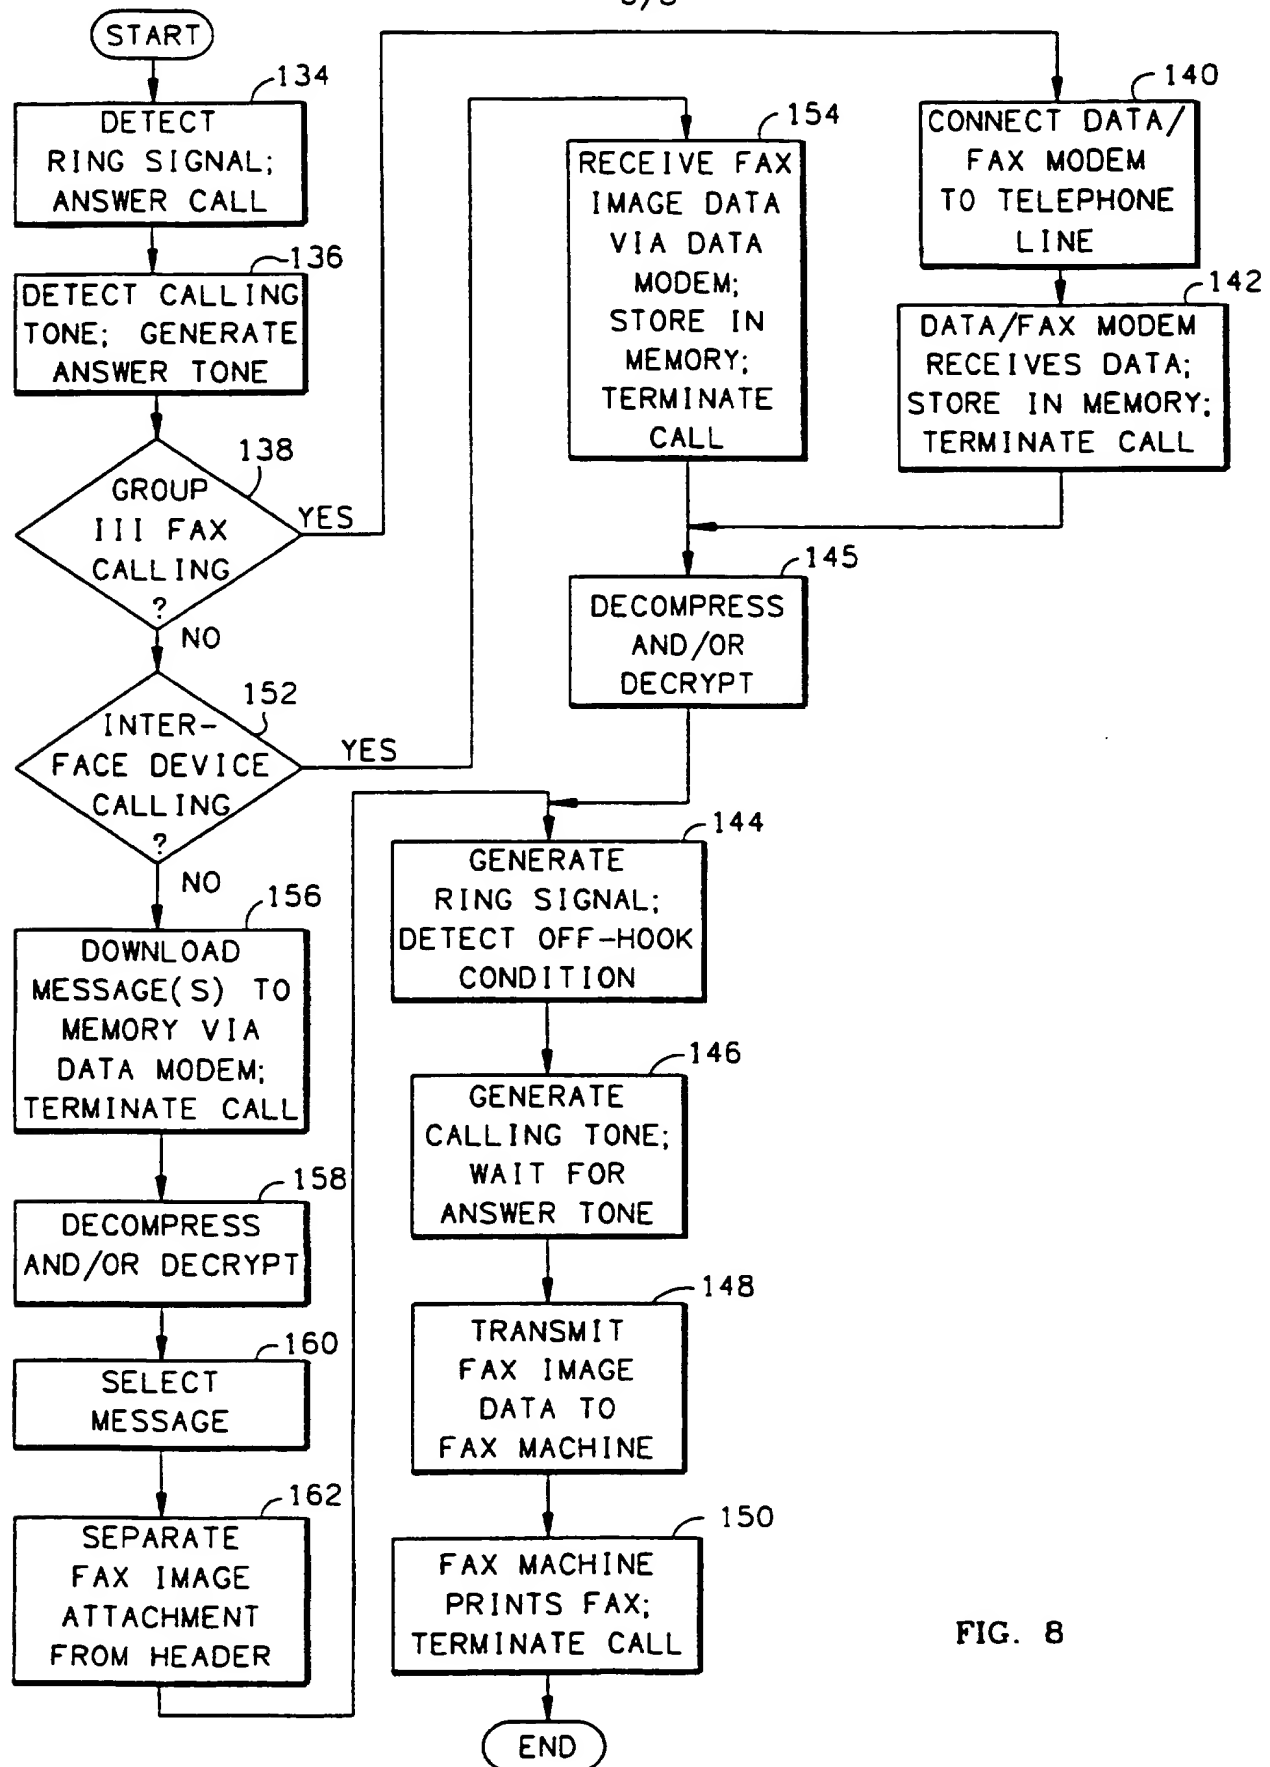 START
134
DETECT
RING SIGNAL;
ANSWER CALL
136
DETECT CALLING
TONE; GENERATE
ANSWER TONE
138
GROUP
III FAX
CALLING
?
YES
NO
152
INTER-
FACE DEVICE
CALLING
?
YES
NO
156
DOWNLOAD
MESSAGE(S) TO
MEMORY VIA
DATA MODEM;
TERMINATE CALL
158
DECOMPRESS
AND/OR DECRYPT
160
SELECT
MESSAGE
162
SEPARATE
FAX IMAGE
ATTACHMENT
FROM HEADER
154
RECEIVE FAX
IMAGE DATA
VIA DATA
MODEM;
STORE IN
MEMORY;
TERMINATE
CALL
140
CONNECT DATA/
FAX MODEM
TO TELEPHONE
LINE
142
DATA/FAX MODEM
RECEIVES DATA;
STORE IN MEMORY;
TERMINATE CALL
145
DECOMPRESS
AND/OR
DECRYPT
144
GENERATE
RING SIGNAL;
DETECT OFF-HOOK
CONDITION
146
GENERATE
CALLING TONE;
WAIT FOR
ANSWER TONE
148
TRANSMIT
FAX IMAGE
DATA TO
FAX MACHINE
150
FAX MACHINE
PRINTS FAX;
TERMINATE CALL
END
FIG. 8